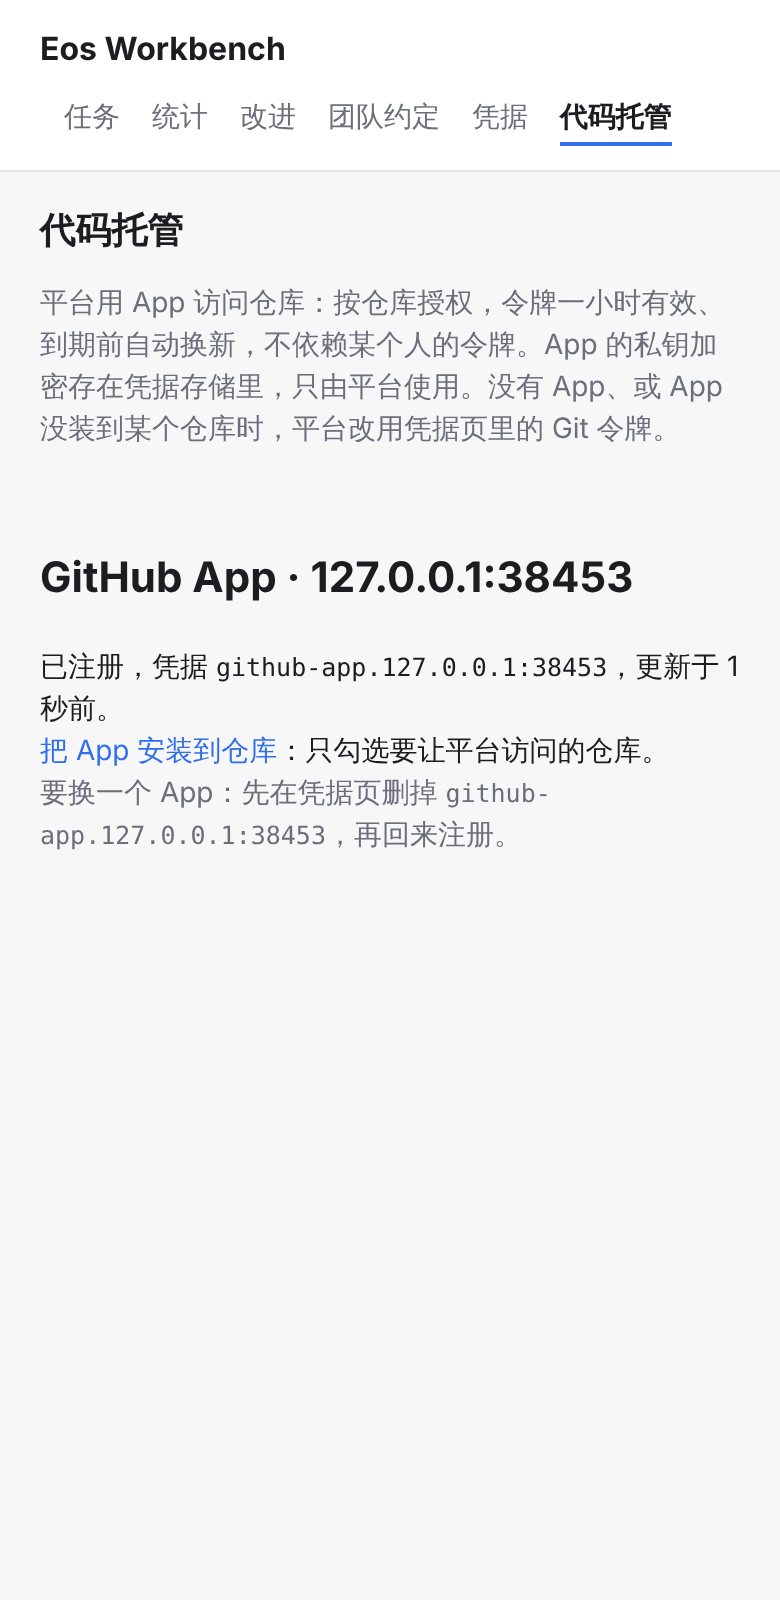 Eos Workbench
任务 统计 改进 团队约定 凭据 代码托管
代码托管
平台用 App 访问仓库：按仓库授权，令牌一小时有效、
到期前自动换新，不依赖某个人的令牌。App 的私钥加
密存在凭据存储里，只由平台使用。没有 App、或 App
没装到某个仓库时，平台改用凭据页里的 Git 令牌。
GitHub App · 127.0.0.1:38453
已注册，凭据 github-app.127.0.0.1:38453，更新于 1
秒前。
把 App 安装到仓库：只勾选要让平台访问的仓库。
要换一个 App：先在凭据页删掉 github-
app.127.0.0.1:38453，再回来注册。